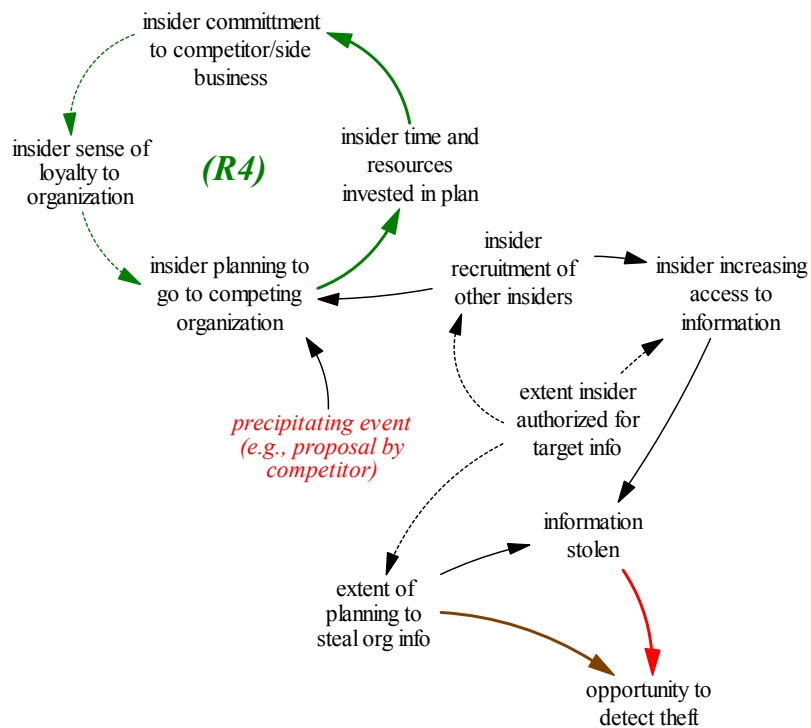 insider committment
to competitor/side
business
insider sense of
loyalty to
organization
(R4)
insider time and
resources
invested in plan
insider planning to
go to competing
organization
insider
recruitment of
other insiders
insider increasing
access to
information
precipitating event
(e.g., proposal by
competitor)
extent insider
authorized for
target info
information
stolen
extent of
planning to
steal org info
opportunity to
detect theft